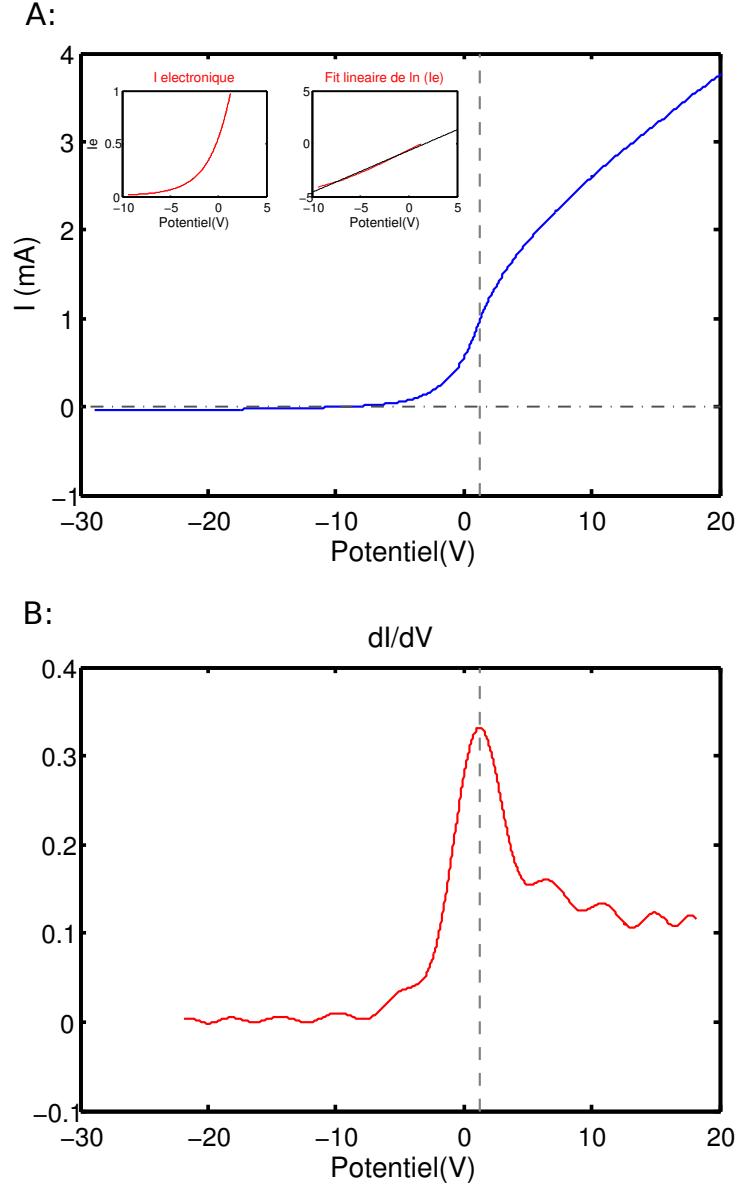 A:
I electronique
Fit lineaire de ln (Ie)
4
3
2
1
0
−1
I (mA)
1
0.5
0
Ie
−10 −5 0 5
Potentiel(V)
5
0
−5
−10 −5 0 5
Potentiel(V)
−30 −20 −10 0 10 20
Potentiel(V)
B:
dI/dV
0.4
0.3
0.2
0.1
0
−0.1
−30 −20 −10 0 10 20
Potentiel(V)